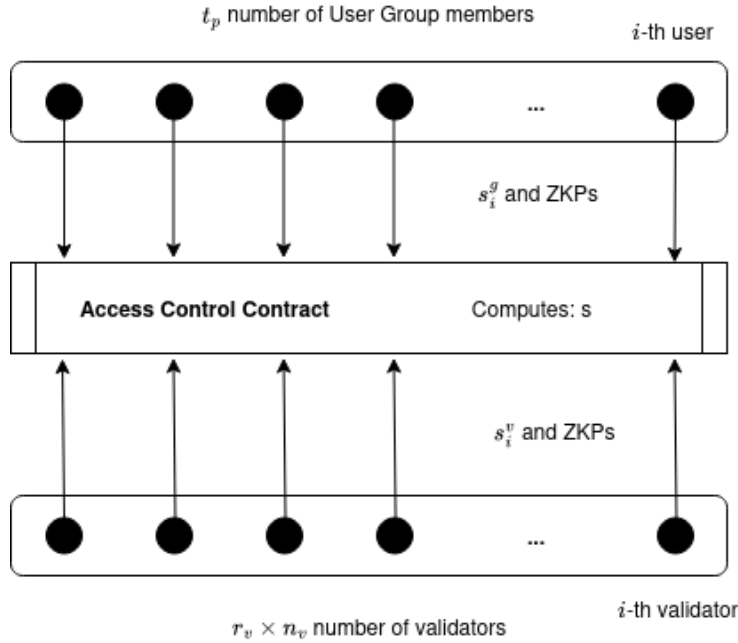 $t_p$ number of User Group members
$i$-th user
...
$s_i^g$ and ZKPs
Access Control Contract
Computes: s
$s_i^v$ and ZKPs
...
$i$-th validator
$r_v \times n_v$ number of validators